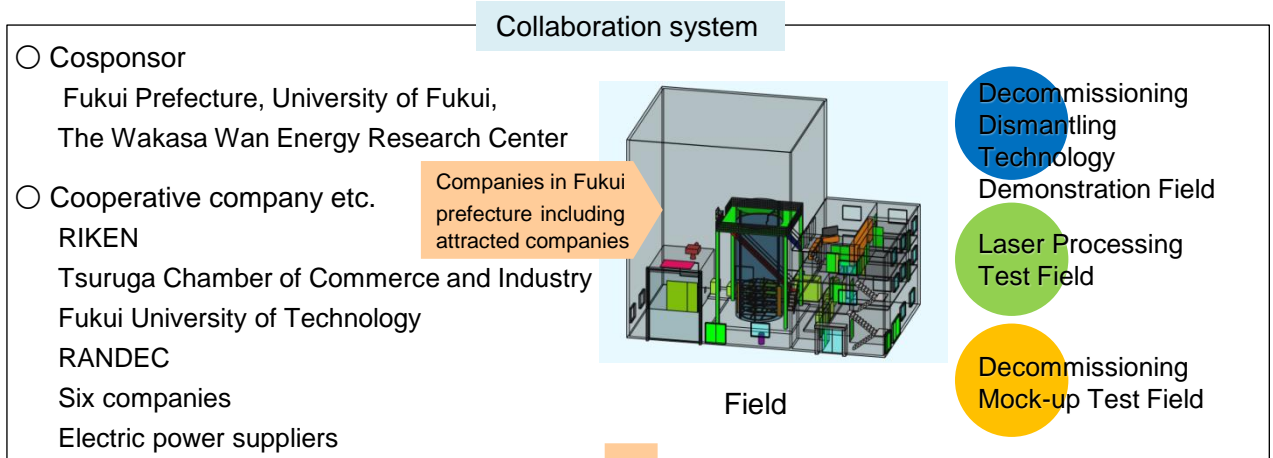 Collaboration system
○ Cosponsor
Fukui Prefecture, University of Fukui,
The Wakasa Wan Energy Research Center
○ Cooperative company etc.
RIKEN
Tsuruga Chamber of Commerce and Industry
Fukui University of Technology
RANDEC
Six companies
Electric power suppliers
Companies in Fukui
prefecture including
attracted companies
Field
Decommissioning
Dismantling
Technology
Demonstration Field
Laser Processing
Test Field
Decommissioning
Mock-up Test Field